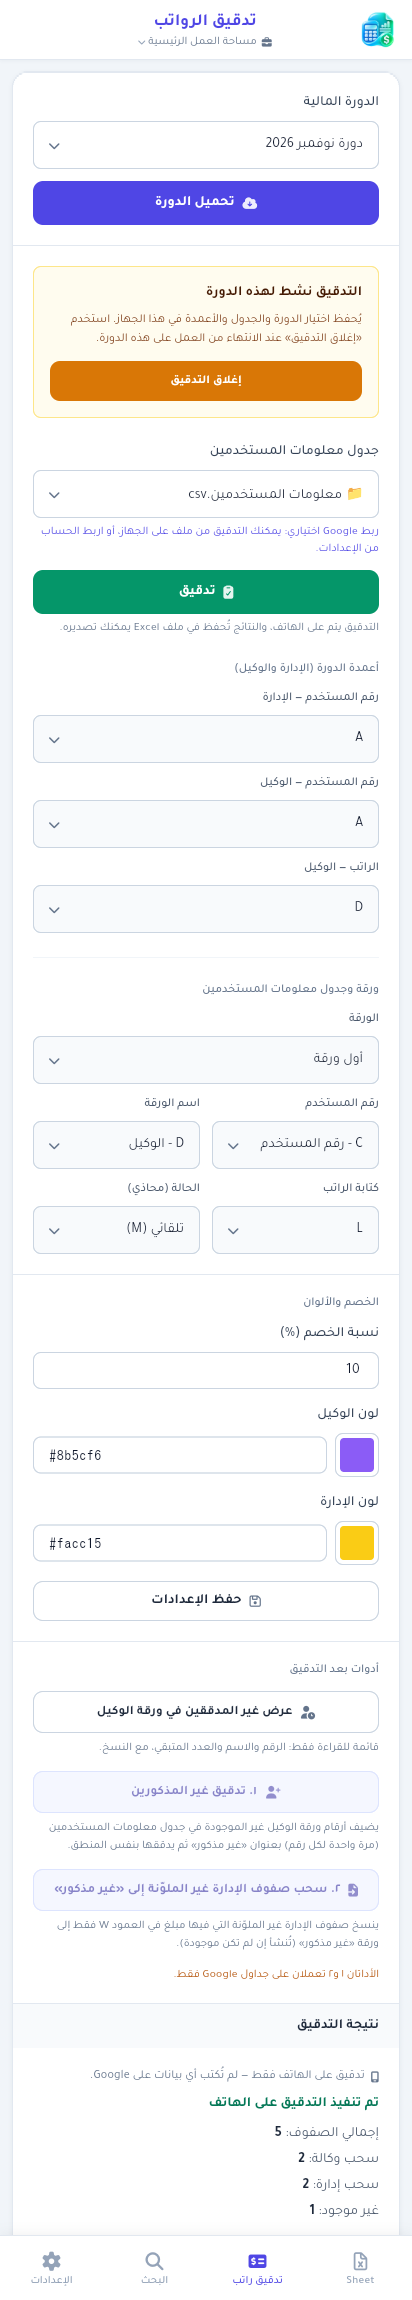 تدقيق الرواتب
مساحة العمل الرئيسية
الدورة المالية
دورة نوفمبر 2026
تحميل الدورة
التدقيق نشط لهذه الدورة
يُحفظ اختيار الدورة والجدول والأعمدة في هذا الجهاز. استخدم
«إغلاق التدقيق» عند الانتهاء من العمل على هذه الدورة.
إغلاق التدقيق
جدول معلومات المستخدمين
📁 معلومات المستخدمين.csv
ربط Google اختياري: يمكنك التدقيق من ملف على الجهاز، أو اربط الحساب
من الإعدادات.
تدقيق
التدقيق يتم على الهاتف، والنتائج تُحفظ في ملف Excel يمكنك تصديره.
أعمدة الدورة (الإدارة والوكيل)
رقم المستخدم – الإدارة
A
رقم المستخدم – الوكيل
A
الراتب – الوكيل
D
ورقة وجدول معلومات المستخدمين
الورقة
أول ورقة
رقم المستخدم
اسم الورقة
C - رقم المستخدم
D - الوكيل
كتابة الراتب
الحالة (محاذي)
L
تلقائي (M)
الخصم والألوان
نسبة الخصم (%)
10
لون الوكيل
#8b5cf6
لون الإدارة
#facc15
حفظ الإعدادات
أدوات بعد التدقيق
عرض غير المدققين في ورقة الوكيل
قائمة للقراءة فقط: الرقم والاسم والعدد المتبقي، مع النسخ.
١. تدقيق غير المذكورين
يضيف أرقام ورقة الوكيل غير الموجودة في جدول معلومات المستخدمين
(مرة واحدة لكل رقم) بعنوان «غير مذكور» ثم يدققها بنفس المنطق.
٢. سحب صفوف الإدارة غير الملوّنة إلى «غير مذكور»
ينسخ صفوف الإدارة غير الملوّنة التي فيها مبلغ في العمود W فقط إلى
ورقة «غير مذكور» (تُنشأ إن لم تكن موجودة).
الأداتان ١ و٢ تعملان على جداول Google فقط.
نتيجة التدقيق
تدقيق على الهاتف فقط – لم تُكتب أي بيانات على Google.
تم تنفيذ التدقيق على الهاتف
إجمالي الصفوف: 5
سحب وكالة: 2
سحب إدارة: 2
غير موجود: 1
Sheet
تدقيق راتب
البحث
الإعدادات